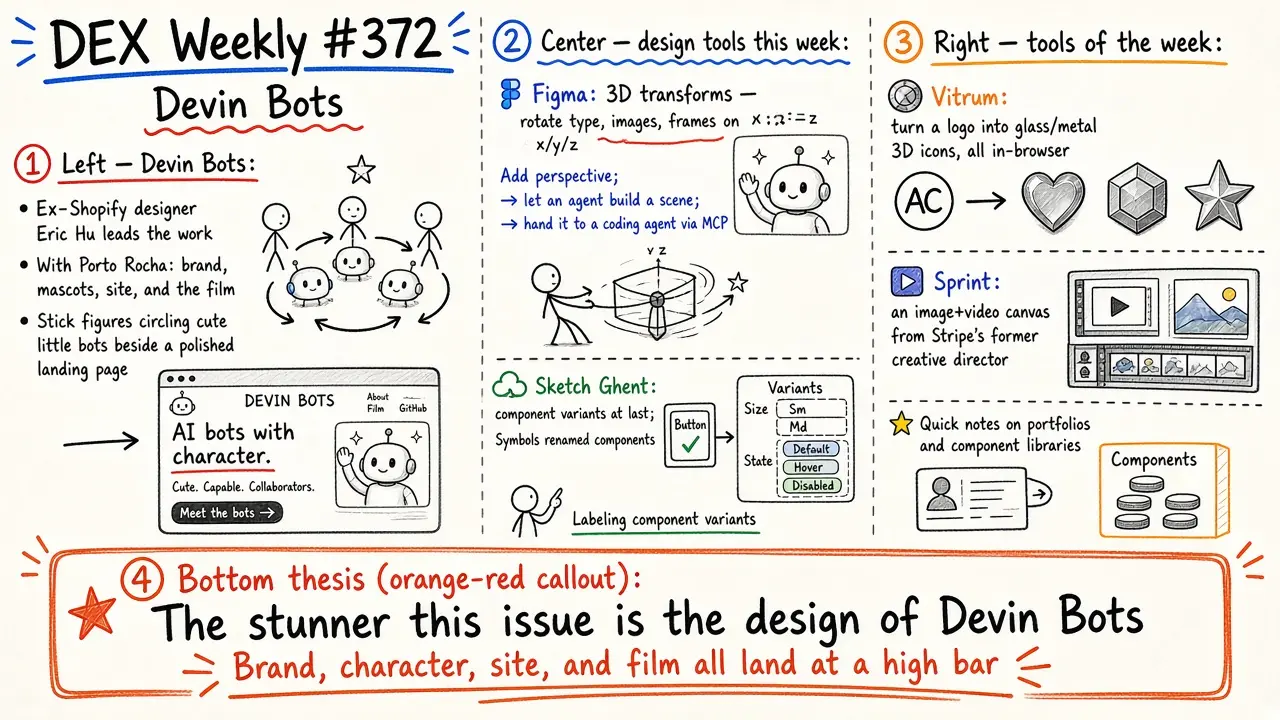 DEX Weekly #372
Devin Bots
1 Left — Devin Bots:
• Ex-Shopify designer
Eric Hu leads the work
• With Porto Rocha: brand,
mascots, site, and the film
• Stick figures circling cute
little bots beside a polished
landing page
DEVIN BOTS
About
Film GitHub
AI bots with
character.
Cute. Capable. Collaborators.
Meet the bots →
2 Center — design tools this week:
Figma: 3D transforms —
rotate type, images, frames on
x/y/z
Add perspective;
→ let an agent build a scene;
→ hand it to a coding agent via MCP
Y Z
Sketch Ghent:
component variants at last;
Symbols renamed components
Button
Variants
Size Sm
Md
State Default
Hover
Disabled
Labeling component variants
3 Right — tools of the week:
Vitrum:
turn a logo into glass/metal
3D icons, all in-browser
AC
Sprint:
an image+video canvas
from Stripe's former
creative director
Quick notes on portfolios
and component libraries
Components
4 Bottom thesis (orange-red callout):
The stunner this issue is the design of Devin Bots
Brand, character, site, and film all land at a high bar